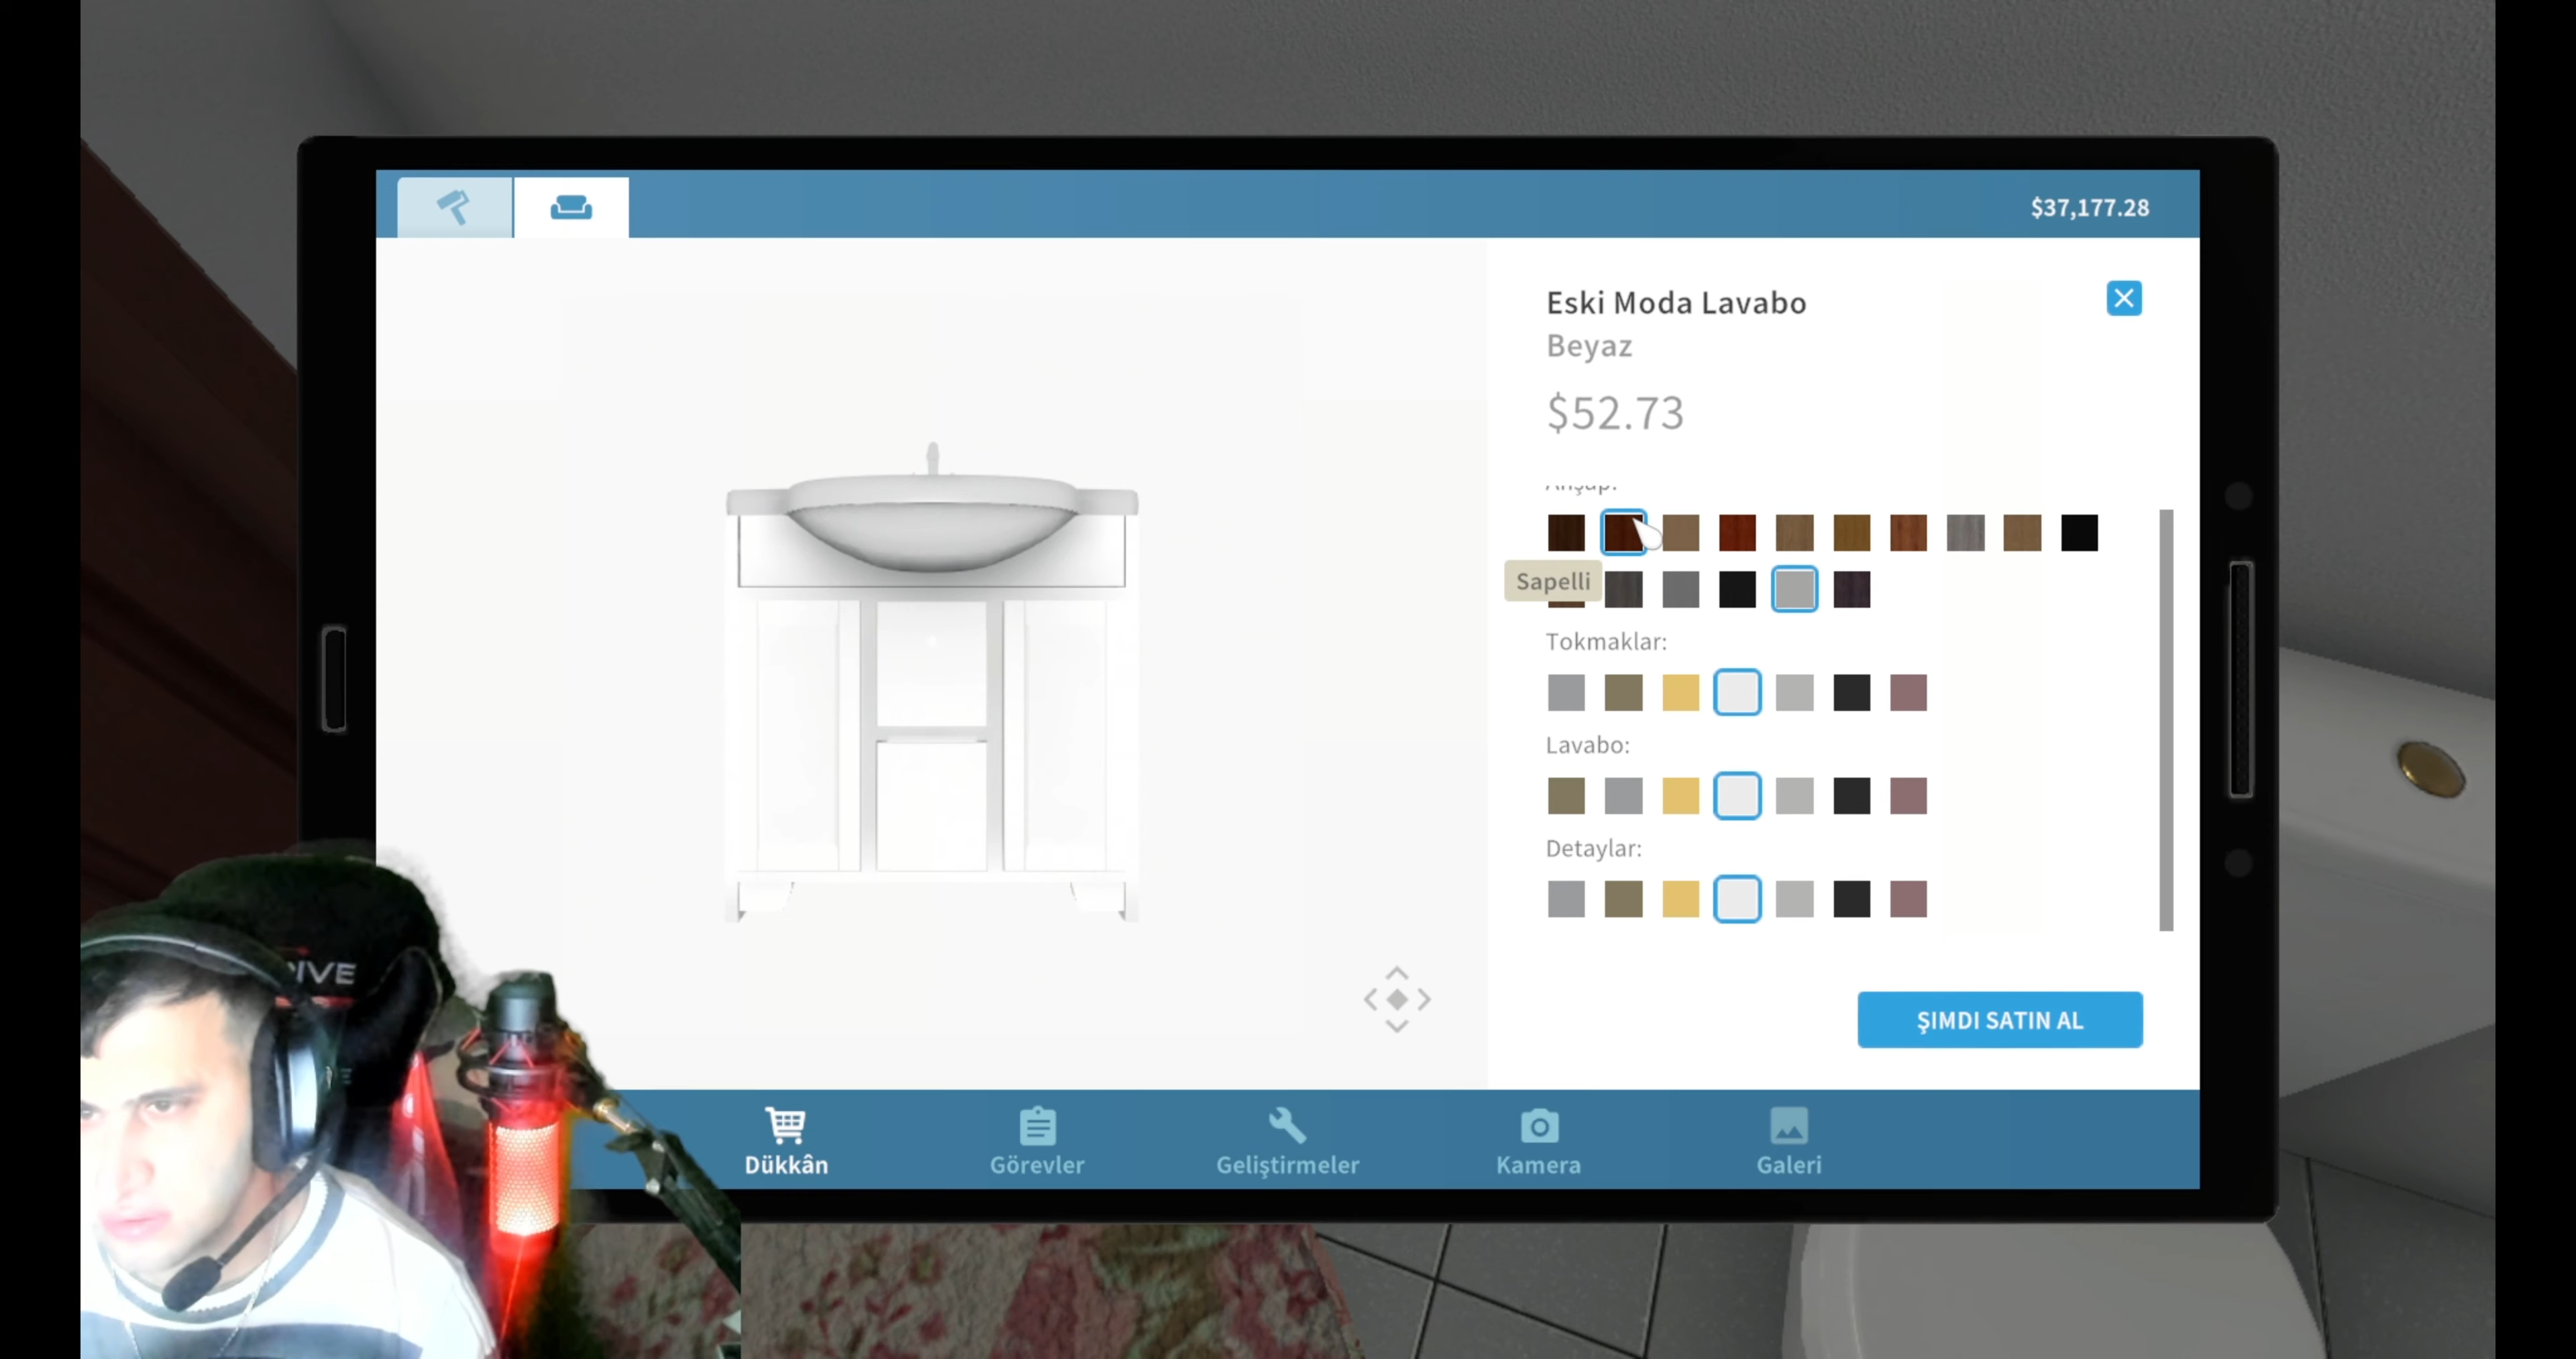 $37,177.28
Eski Moda Lavabo
Beyaz
$52.73
Ahşap:
Sapelli
Tokmaklar:
Lavabo:
Detaylar:
ŞIMDI SATIN AL
Dükkân
Görevler
Geliştirmeler
Kamera
Galeri